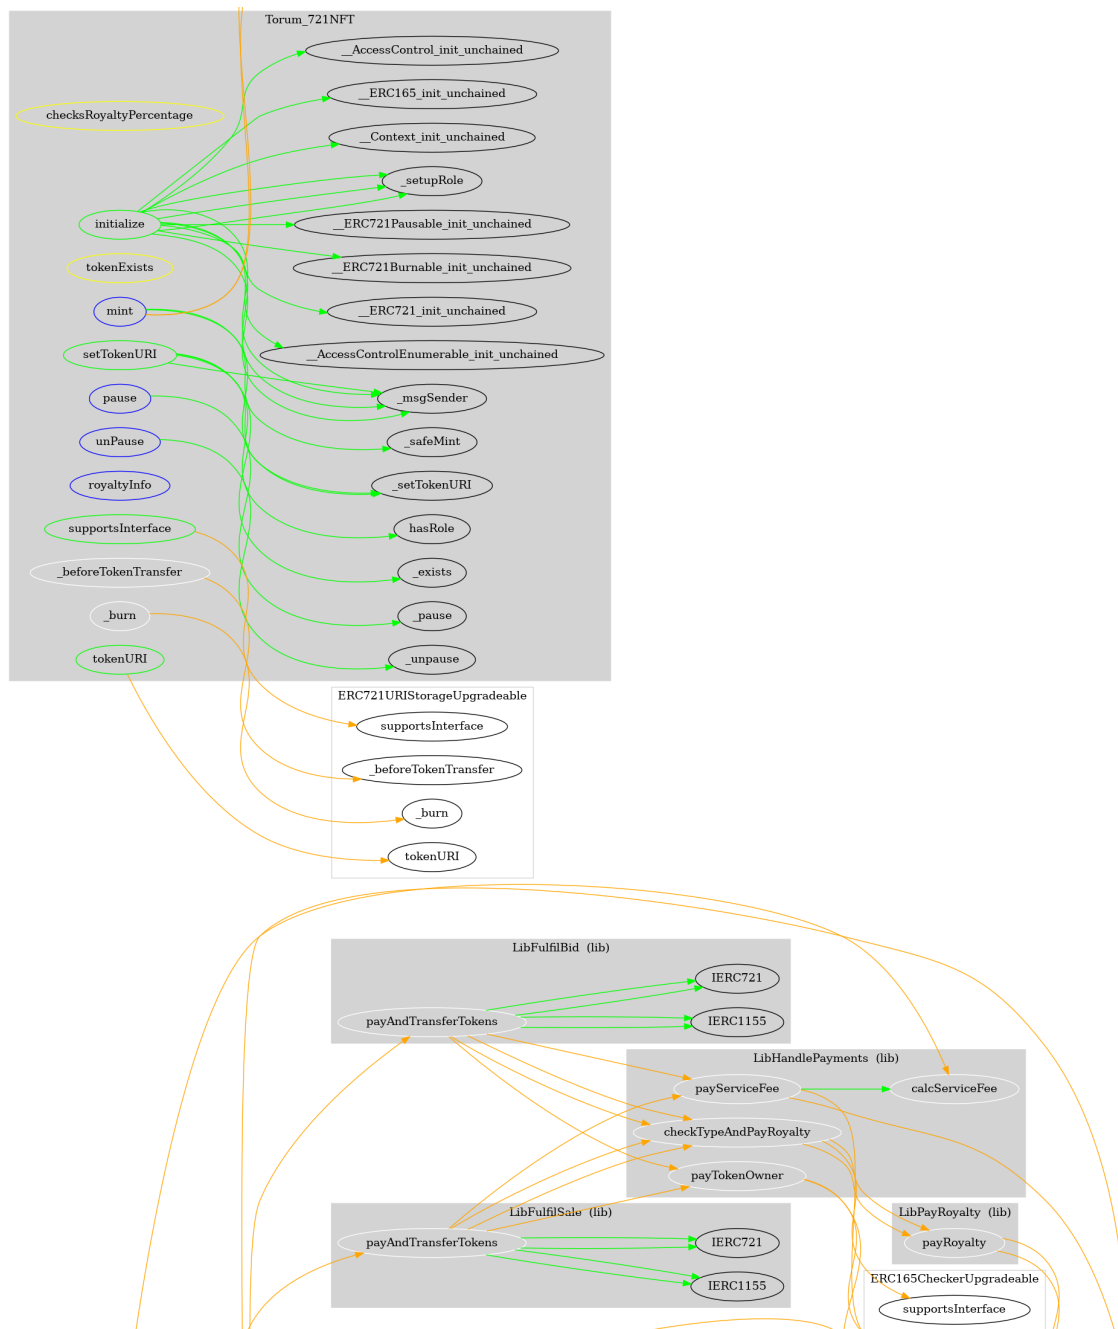 Torum_721NFT
__AccessControl_init_unchained
__ERC165_init_unchained
checksRoyaltyPercentage
__Context_init_unchained
_setupRole
initialize
__ERC721Pausable_init_unchained
tokenExists
__ERC721Burnable_init_unchained
mint
__ERC721_init_unchained
setTokenURI
__AccessControlEnumerable_init_unchained
pause
_msgSender
unPause
_safeMint
royaltyInfo
_setTokenURI
supportsInterface
hasRole
_beforeTokenTransfer
_exists
_burn
_pause
tokenURI
_unpause
ERC721URIStorageUpgradeable
supportsInterface
_beforeTokenTransfer
_burn
tokenURI
LibFulfilBid (lib)
IERC721
payAndTransferTokens
IERC1155
LibHandlePayments (lib)
payServiceFee
calcServiceFee
checkTypeAndPayRoyalty
payTokenOwner
LibFulfilSale (lib)
LibPayRoyalty (lib)
payAndTransferTokens
IERC721
payRoyalty
IERC1155
ERC165CheckerUpgradeable
supportsInterface